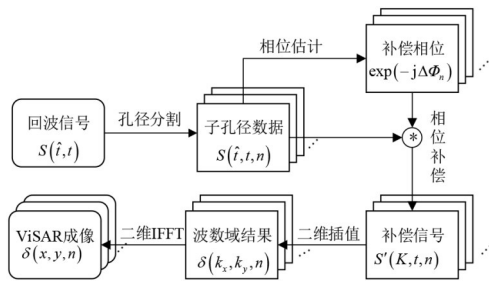 相位估计
补偿相位
exp(−jΔΦₙ)
回波信号
S(t̂,t)
孔径分割
子孔径数据
S(t̂,t,n)
*
相位补偿
ViSAR成像
δ(x,y,n)
二维IFFT
波数域结果
δ(kₓ,k_y,n)
二维插值
补偿信号
S′(K,t,n)